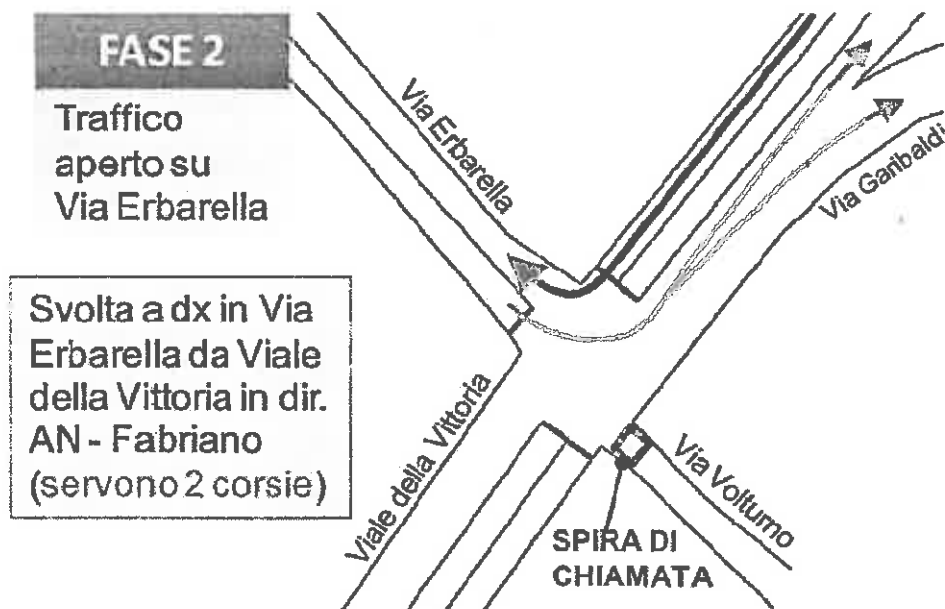 FASE 2
Traffico
aperto su
Via Erbarella
Svolta a dx in Via
Erbarella da Viale
della Vittoria in dir.
AN - Fabriano
(servono 2 corsie)
Via Erbarella
Via Garibaldi
Viale della Vittoria
Via Volturno
SPIRA DI
CHIAMATA